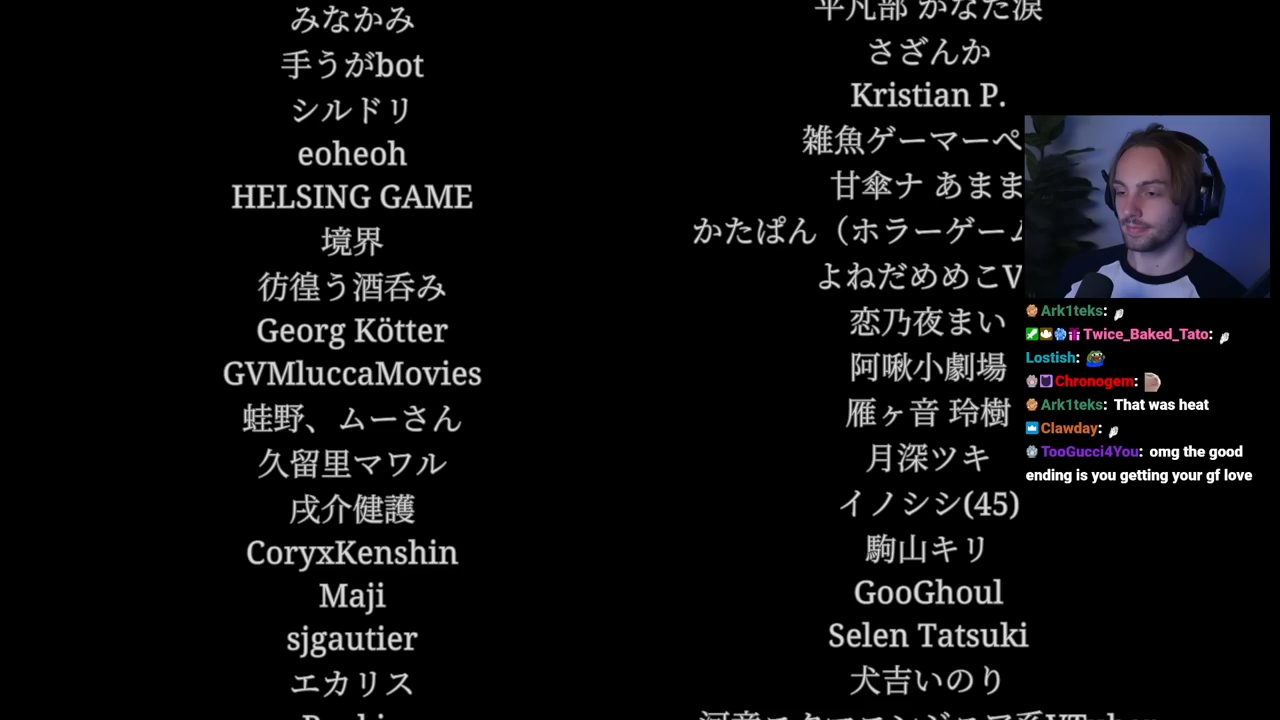 みなかみ
手うがbot
シルドリ
eoheoh
HELSING GAME
境界
彷徨う酒呑み
Georg Kötter
GVMluccaMovies
蛙野、ムーさん
久留里マワル
戌介健護
CoryxKenshin
Maji
sjgautier
エカリス
平凡部 かなた涙
さざんか
Kristian P.
雑魚ゲーマーペ
甘傘ナ あまま
かたぱん（ホラーゲーム
よねだめめこV
恋乃夜まい
阿啾小劇場
雁ヶ音 玲樹
月深ツキ
イノシシ(45)
駒山キリ
GooGhoul
Selen Tatsuki
犬吉いのり
Ark1teks:
Twice_Baked_Tato:
Lostish:
Chronogem:
Ark1teks: That was heat
Clawday:
TooGucci4You: omg the good
ending is you getting your gf love